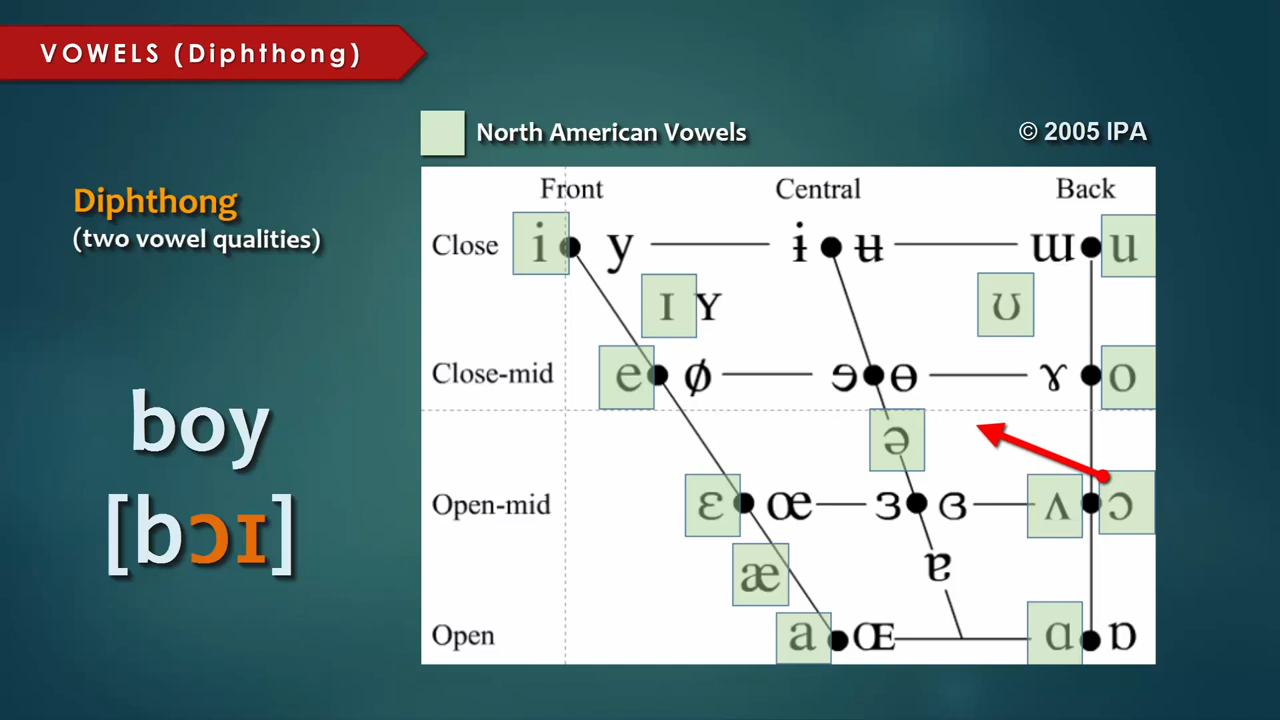 VOWELS (Diphthong)
North American Vowels
© 2005 IPA
Diphthong
(two vowel qualities)
Front Central Back
Close i y ɨ ʉ ɯ u
ɪ ʏ ʊ
Close-mid e ø ɘ ɵ ɤ o
ə
Open-mid ɛ œ ɜ ɞ ʌ ɔ
æ ɐ
Open a ɶ ɑ ɒ
boy
[bɔɪ]